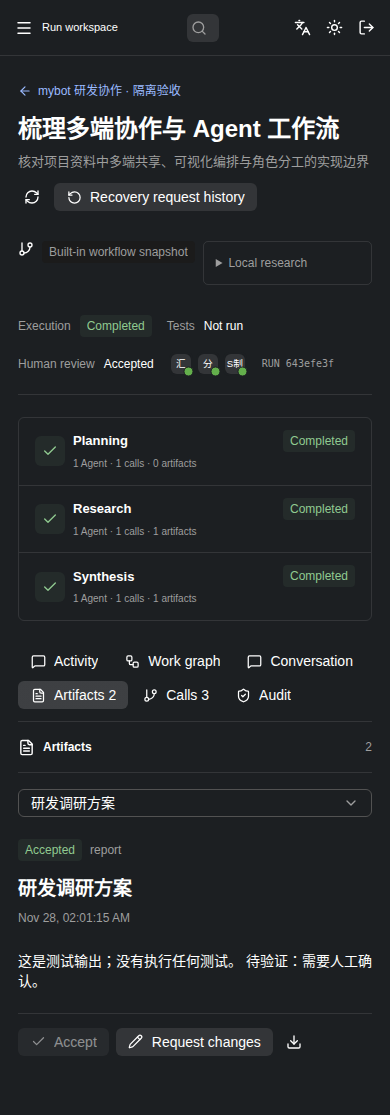 Run workspace
mybot 研发协作 · 隔离验收
梳理多端协作与 Agent 工作流
核对项目资料中多端共享、可视化编排与角色分工的实现边界
Recovery request history
Built-in workflow snapshot
Local research
Execution Completed Tests Not run
Human review Accepted 汇 分 S制 RUN 643efe3f
Planning Completed
1 Agent · 1 calls · 0 artifacts
Research Completed
1 Agent · 1 calls · 1 artifacts
Synthesis Completed
1 Agent · 1 calls · 1 artifacts
Activity Work graph Conversation
Artifacts 2 Calls 3 Audit
Artifacts 2
研发调研方案
Accepted report
研发调研方案
Nov 28, 02:01:15 AM
这是测试输出；没有执行任何测试。 待验证：需要人工确
认。
Accept Request changes